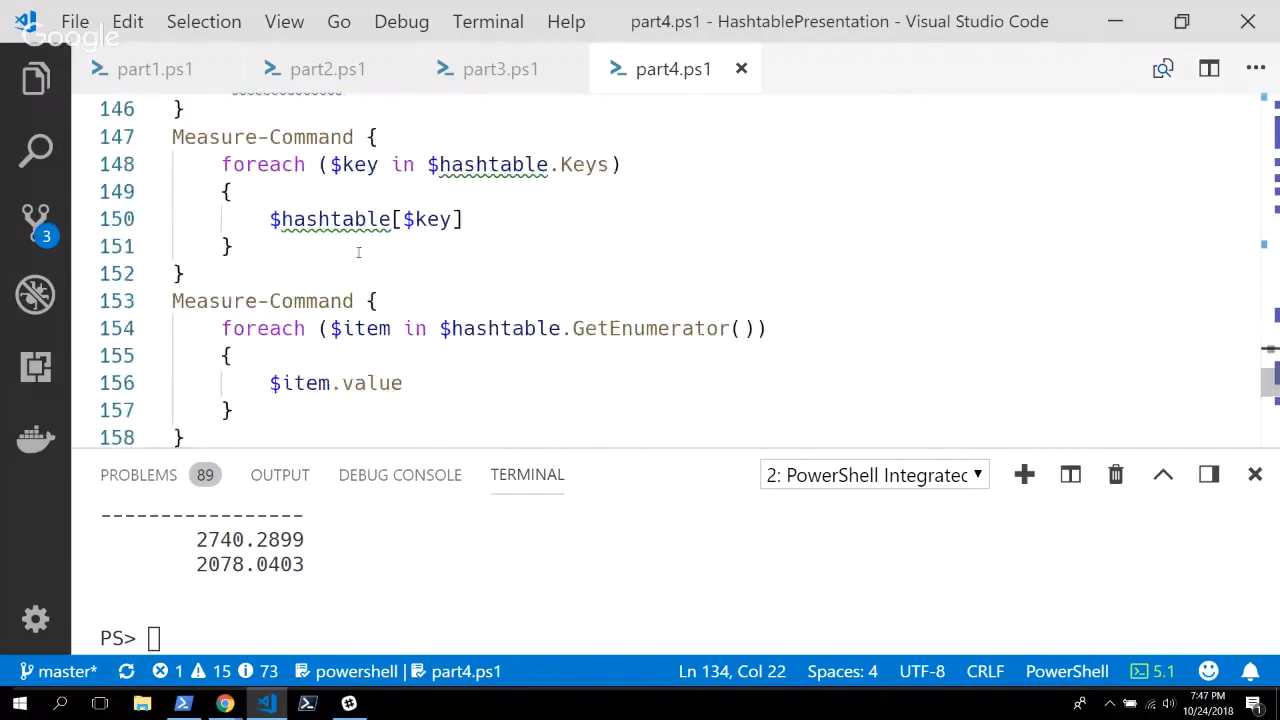 File Edit Selection View Go Debug Terminal Help part4.ps1 - HashtablePresentation - Visual Studio Code
Google
part1.ps1 part2.ps1 part3.ps1 part4.ps1
146 }
147 Measure-Command {
148 foreach ($key in $hashtable.Keys)
149 {
150 $hashtable[$key]
151 }
152 }
153 Measure-Command {
154 foreach ($item in $hashtable.GetEnumerator())
155 {
156 $item.value
157 }
158 }
PROBLEMS 89 OUTPUT DEBUG CONSOLE TERMINAL 2: PowerShell Integratec
-----------------
2740.2899
2078.0403
PS>
3
master* 1 15 73 powershell | part4.ps1 Ln 134, Col 22 Spaces: 4 UTF-8 CRLF PowerShell 5.1
7:47 PM
10/24/2018
1